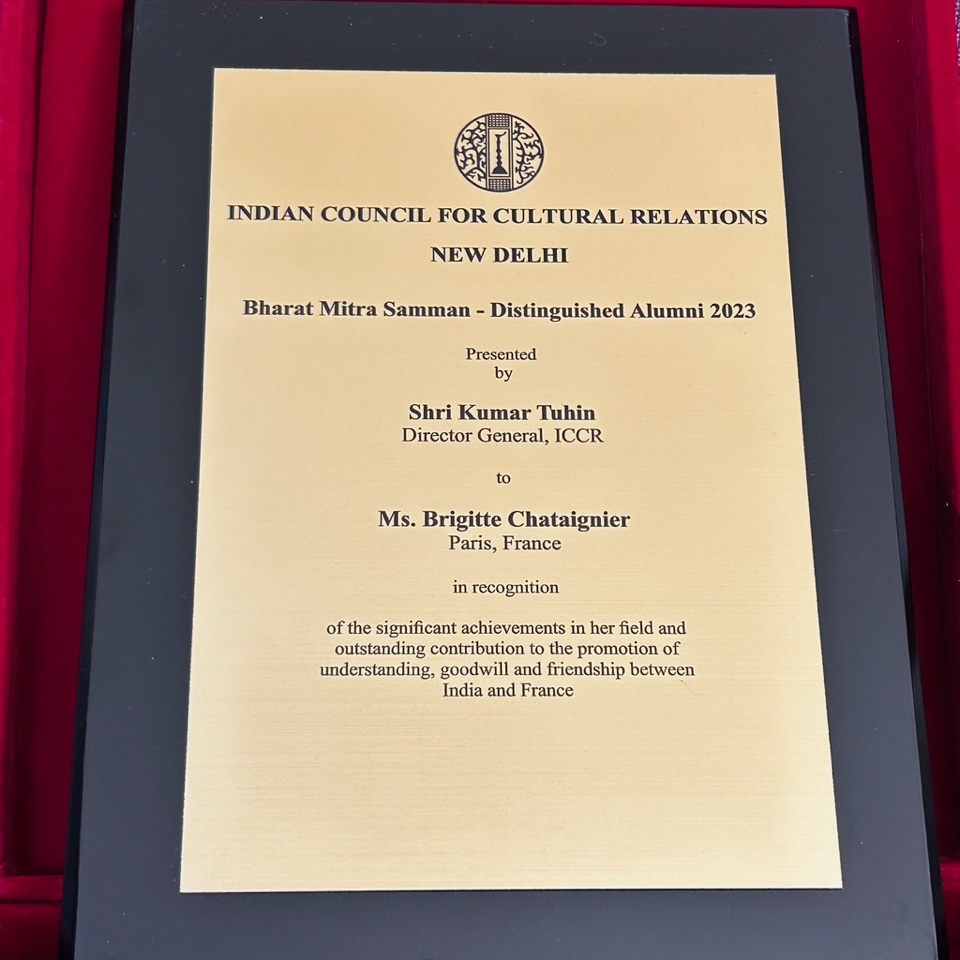 INDIAN COUNCIL FOR CULTURAL RELATIONS
NEW DELHI
Bharat Mitra Samman - Distinguished Alumni 2023
Presented
by
Shri Kumar Tuhin
Director General, ICCR
to
Ms. Brigitte Chataignier
Paris, France
in recognition
of the significant achievements in her field and
outstanding contribution to the promotion of
understanding, goodwill and friendship between
India and France